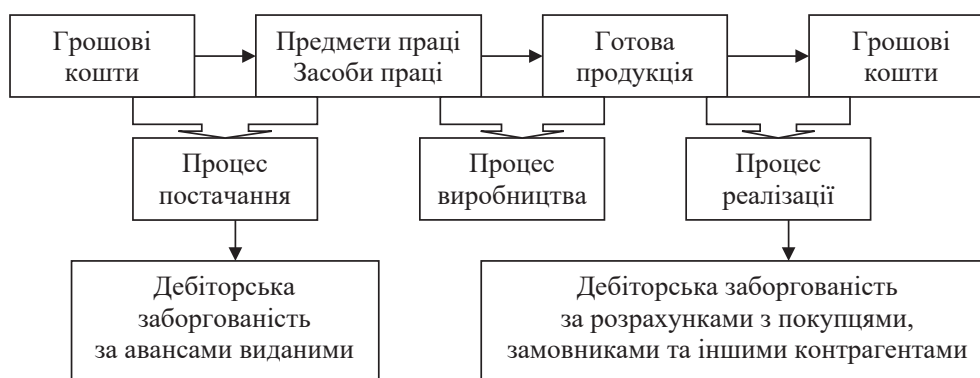 Грошові
кошти
Предмети праці
Засоби праці
Готова
продукція
Грошові
кошти
Процес
постачання
Процес
виробництва
Процес
реалізації
Дебіторська
заборгованість
за авансами виданими
Дебіторська заборгованість
за розрахунками з покупцями,
замовниками та іншими контрагентами